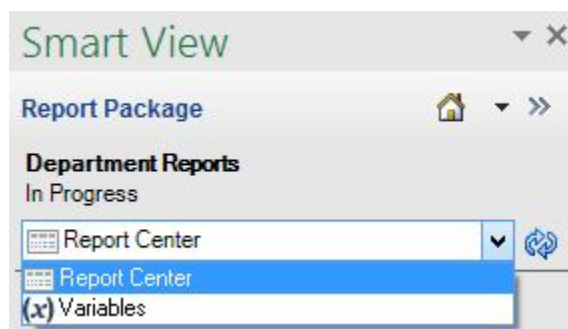 Smart View
Report Package
Department Reports
In Progress
Report Center
Report Center
(x) Variables